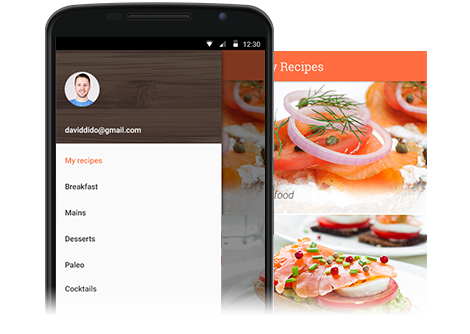 12:30
y Recipes
daviddido@gmail.com
My recipes
Breakfast
Mains
Desserts
Paleo
Cocktails
food